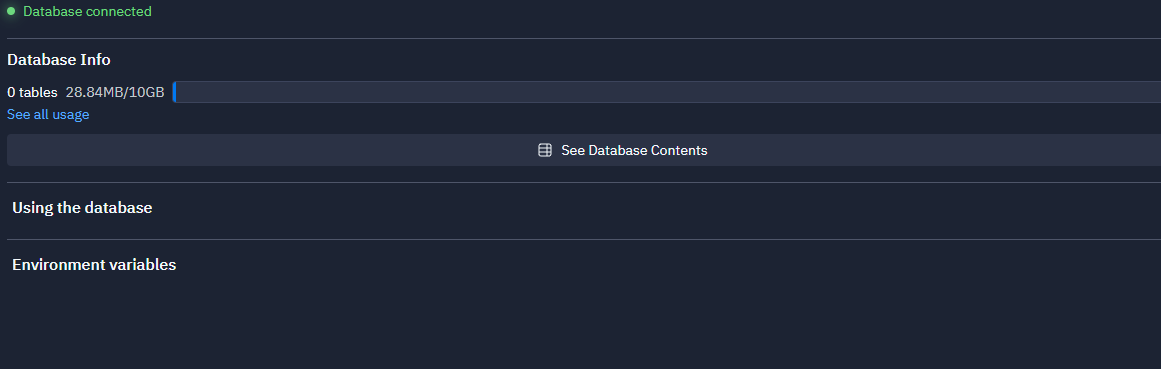 Database connected
Database Info
0 tables 28.84MB/10GB
See all usage
See Database Contents
Using the database
Environment variables